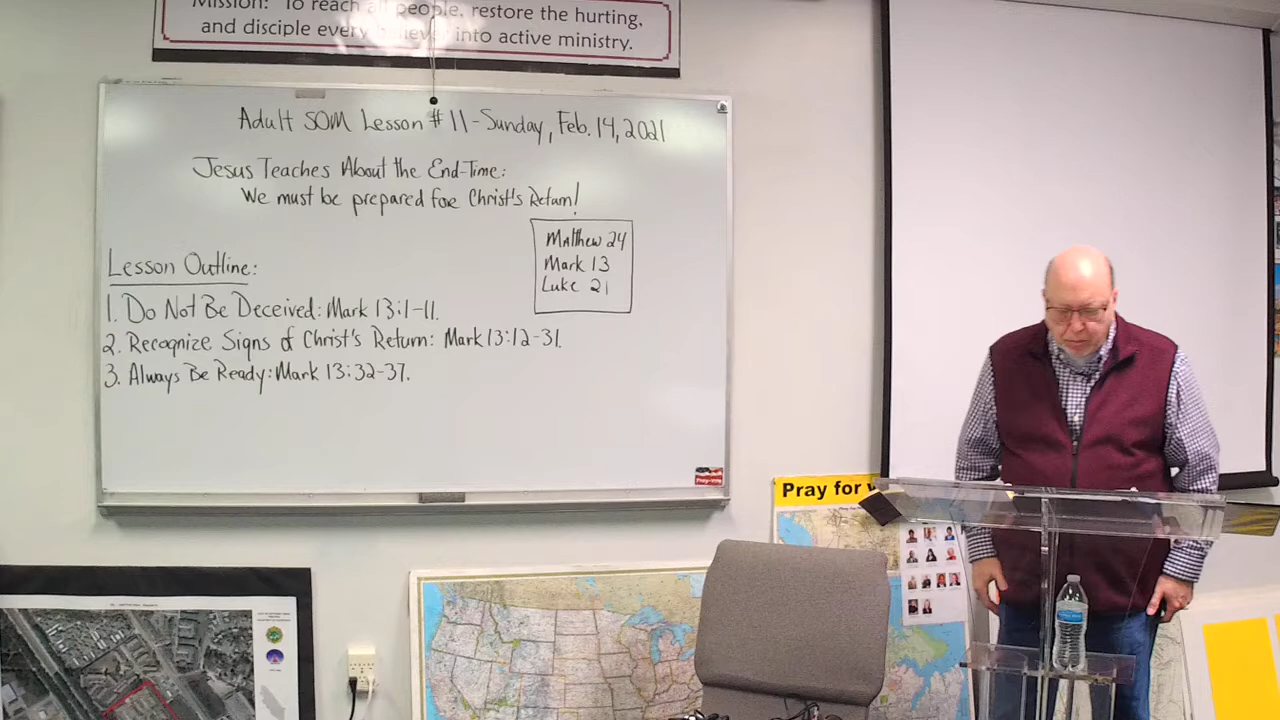 Mission: To reach all people, restore the hurting,
and disciple every believer into active ministry.
Adult SOM Lesson # 11 - Sunday, Feb. 14, 2021
Jesus Teaches About the End-Time:
We must be prepared for Christ's Return!
Matthew 24
Mark 13
Luke 21
Lesson Outline:
1. Do Not Be Deceived: Mark 13:1-11.
2. Recognize Signs of Christ's Return: Mark 13:12-31.
3. Always Be Ready: Mark 13:32-37.
Pray for